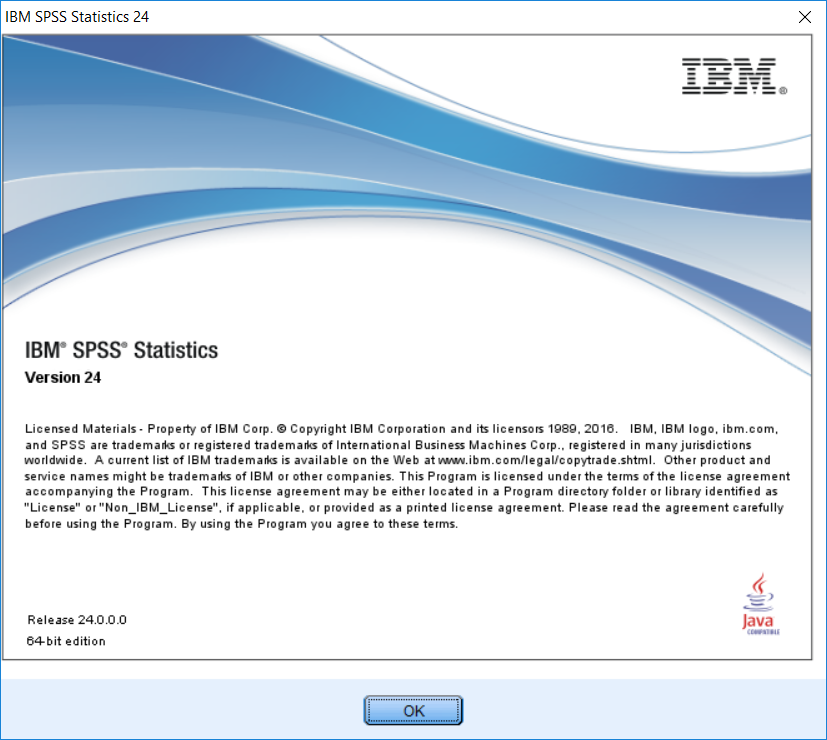 IBM SPSS Statistics 24
IBM®
IBM® SPSS® Statistics
Version 24
Licensed Materials - Property of IBM Corp. © Copyright IBM Corporation and its licensors 1989, 2016.   IBM, IBM logo, ibm.com,
and SPSS are trademarks or registered trademarks of International Business Machines Corp., registered in many jurisdictions
worldwide.  A current list of IBM trademarks is available on the Web at www.ibm.com/legal/copytrade.shtml.  Other product and
service names might be trademarks of IBM or other companies. This Program is licensed under the terms of the license agreement
accompanying the Program.  This license agreement may be either located in a Program directory folder or library identified as
"License" or "Non_IBM_License", if applicable, or provided as a printed license agreement. Please read the agreement carefully
before using the Program. By using the Program you agree to these terms.
Release 24.0.0.0
64-bit edition
Java
COMPATIBLE
OK